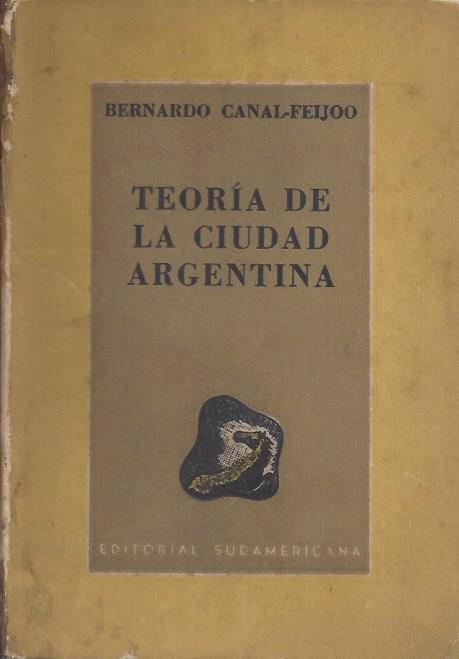 BERNARDO CANAL-FEIJOO
TEORÍA DE
LA CIUDAD
ARGENTINA
EDITORIAL SUDAMERICANA